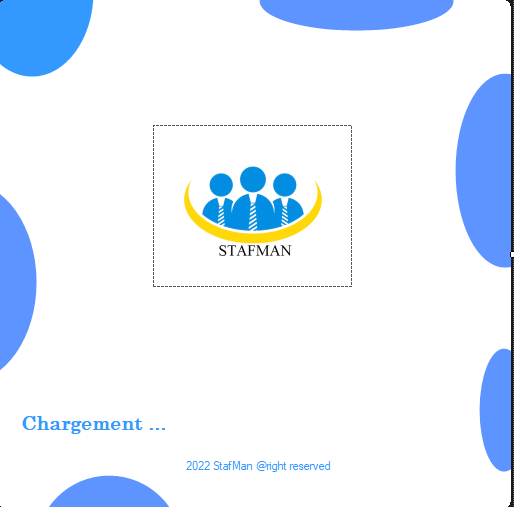 STAFMAN
Chargement ...
2022 StafMan @right reserved